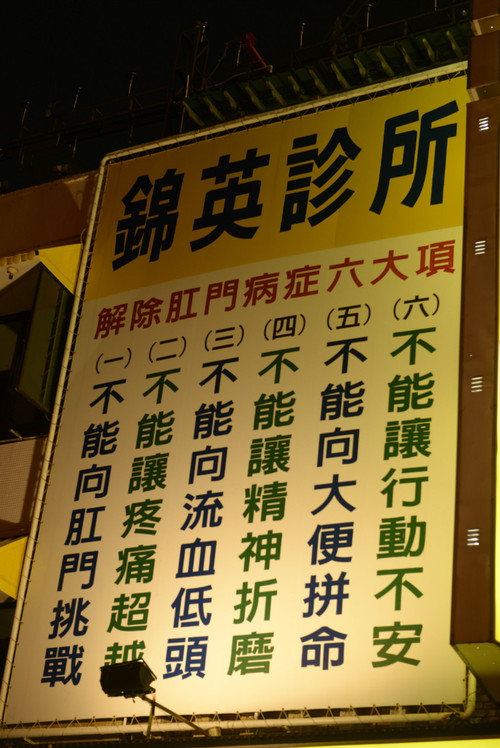 錦英診所
解除肛門病症六大項
(一)不能向肛門挑戰
(二)不能讓疼痛超越
(三)不能向流血低頭
(四)不能讓精神折磨
(五)不能向大便拼命
(六)不能讓行動不安